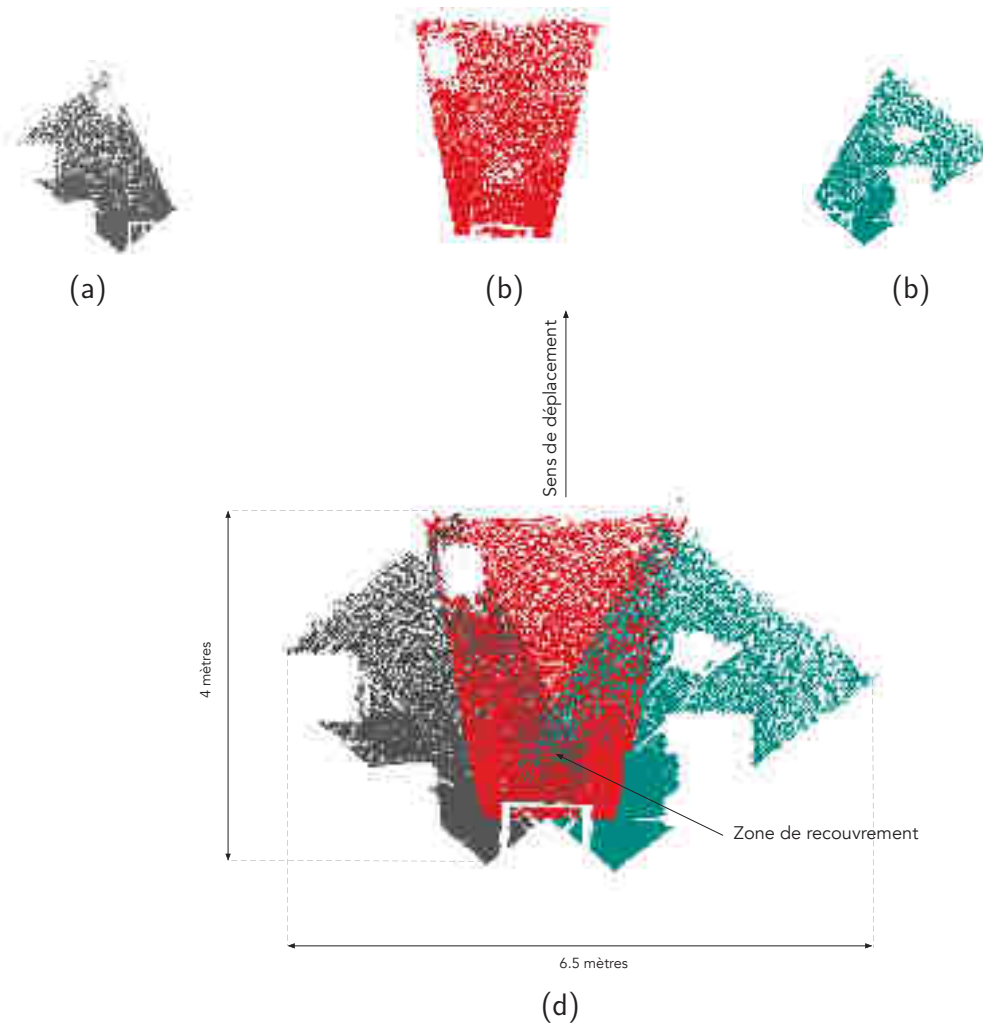 (a)
(b)
(b)
Sens de déplacement
4 mètres
Zone de recouvrement
6.5 mètres
(d)